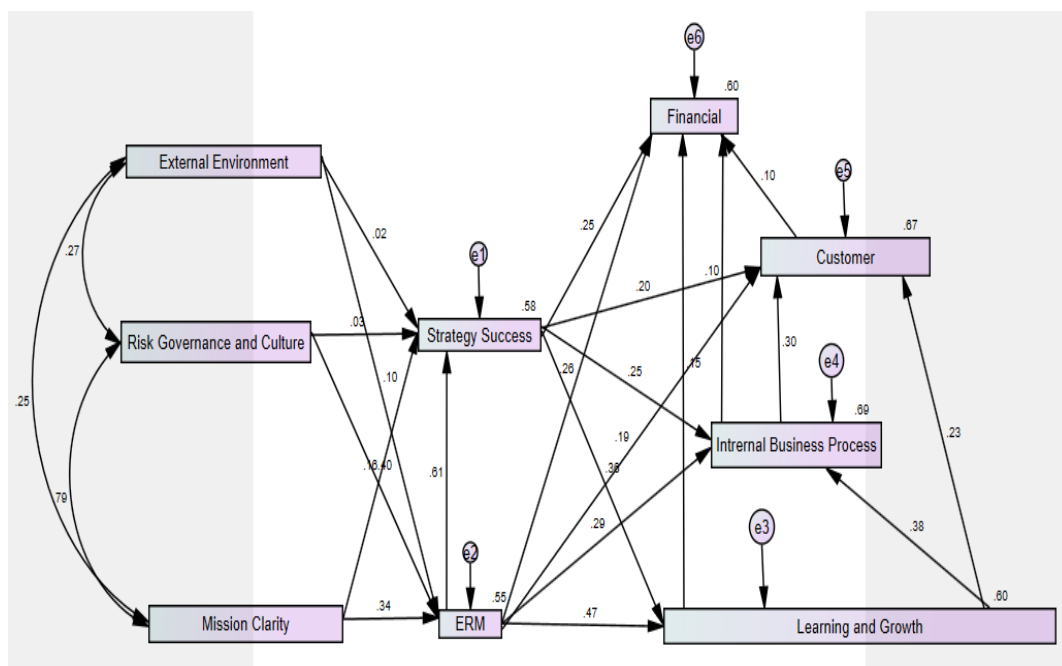 e6
.60
Financial
External Environment
.10
e5
.67
Customer
.27
.02
.25
e1
.20
.10
.58
Risk Governance and Culture
.03
Strategy Success
.30
e4
.10
.26
.15
.25
.69
Intrernal Business Process
.25
.19
.23
.16
.40
.36
.61
.29
.79
e3
.38
e2
.34
.55
.47
.60
Mission Clarity
ERM
Learning and Growth